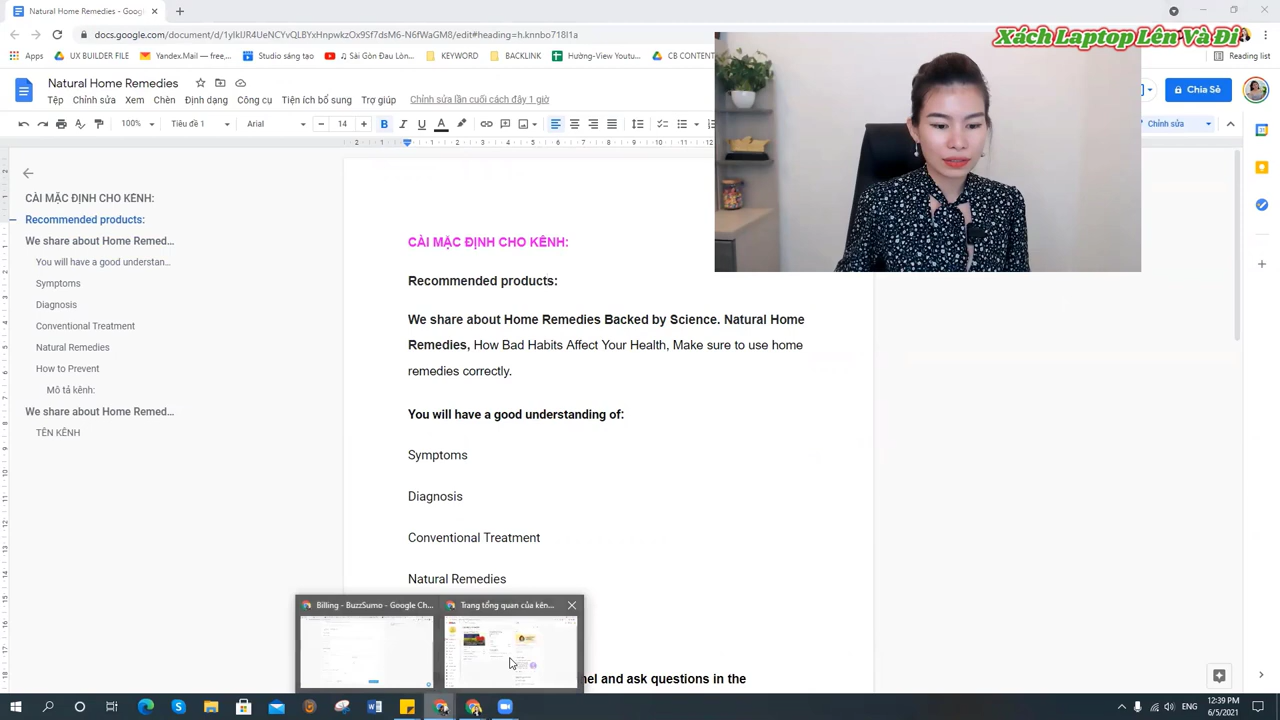 Natural Home Remedies - Goog
docs.google.com/document/d/
Xách Laptop Lên Và Đi
Apps
UX BUILDER FILE
Yandex.Mail — free,...
Studio sáng tạo
♫ Sài Gòn Đau Lòn...
KEYWORD
BACKLINK
Hướng-View Youtub...
CB CONTENT
Reading list
Natural Home Remedies
Tệp Chỉnh sửa Xem Chèn Định dạng Công cụ Tiện ích bổ sung Trợ giúp
Chỉnh sửa lần cuối cách đây 1 giờ
Chia Sẻ
100% Tiêu đề 1 Arial 14
Chỉnh sửa
CÀI MẶC ĐỊNH CHO KÊNH:
Recommended products:
We share about Home Remed...
You will have a good understan...
Symptoms
Diagnosis
Conventional Treatment
Natural Remedies
How to Prevent
Mô tả kênh:
We share about Home Remed...
TÊN KÊNH
CÀI MẶC ĐỊNH CHO KÊNH:
Recommended products:
We share about Home Remedies Backed by Science. Natural Home
Remedies, How Bad Habits Affect Your Health, Make sure to use home
remedies correctly.
You will have a good understanding of:
Symptoms
Diagnosis
Conventional Treatment
Natural Remedies
nel and ask questions in the
Billing - BuzzSumo - Google Ch...
Trang tổng quan của kên...
ENG
12:39 PM
6/5/2021